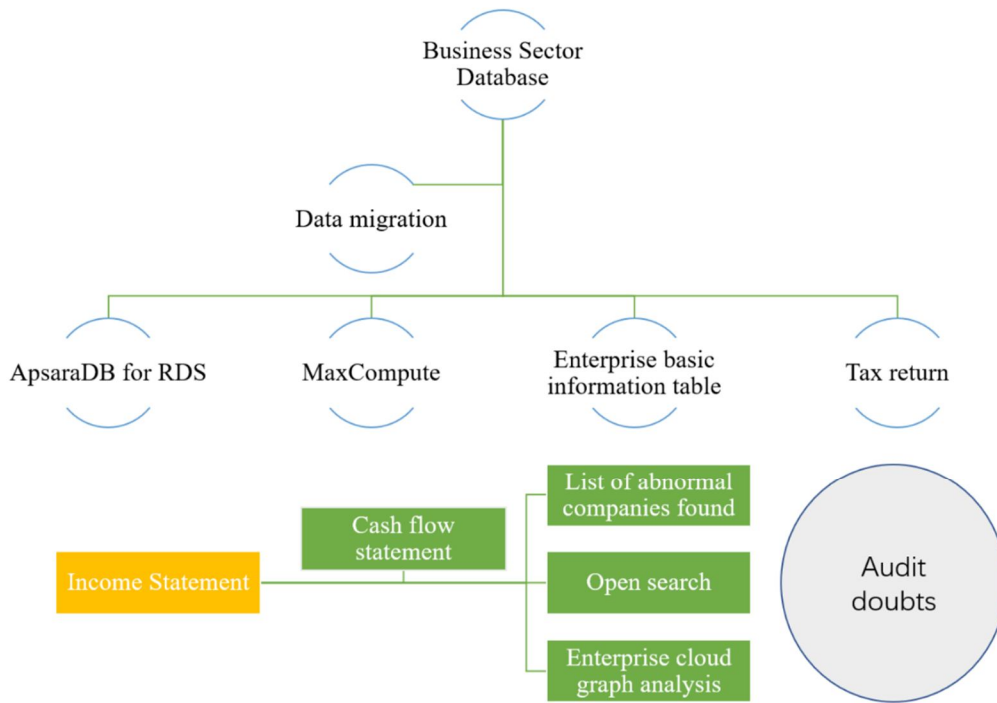 Business Sector
Database
Data migration
ApsaraDB for RDS
MaxCompute
Enterprise basic
information table
Tax return
List of abnormal
companies found
Cash flow
statement
Income Statement
Open search
Audit
doubts
Enterprise cloud
graph analysis